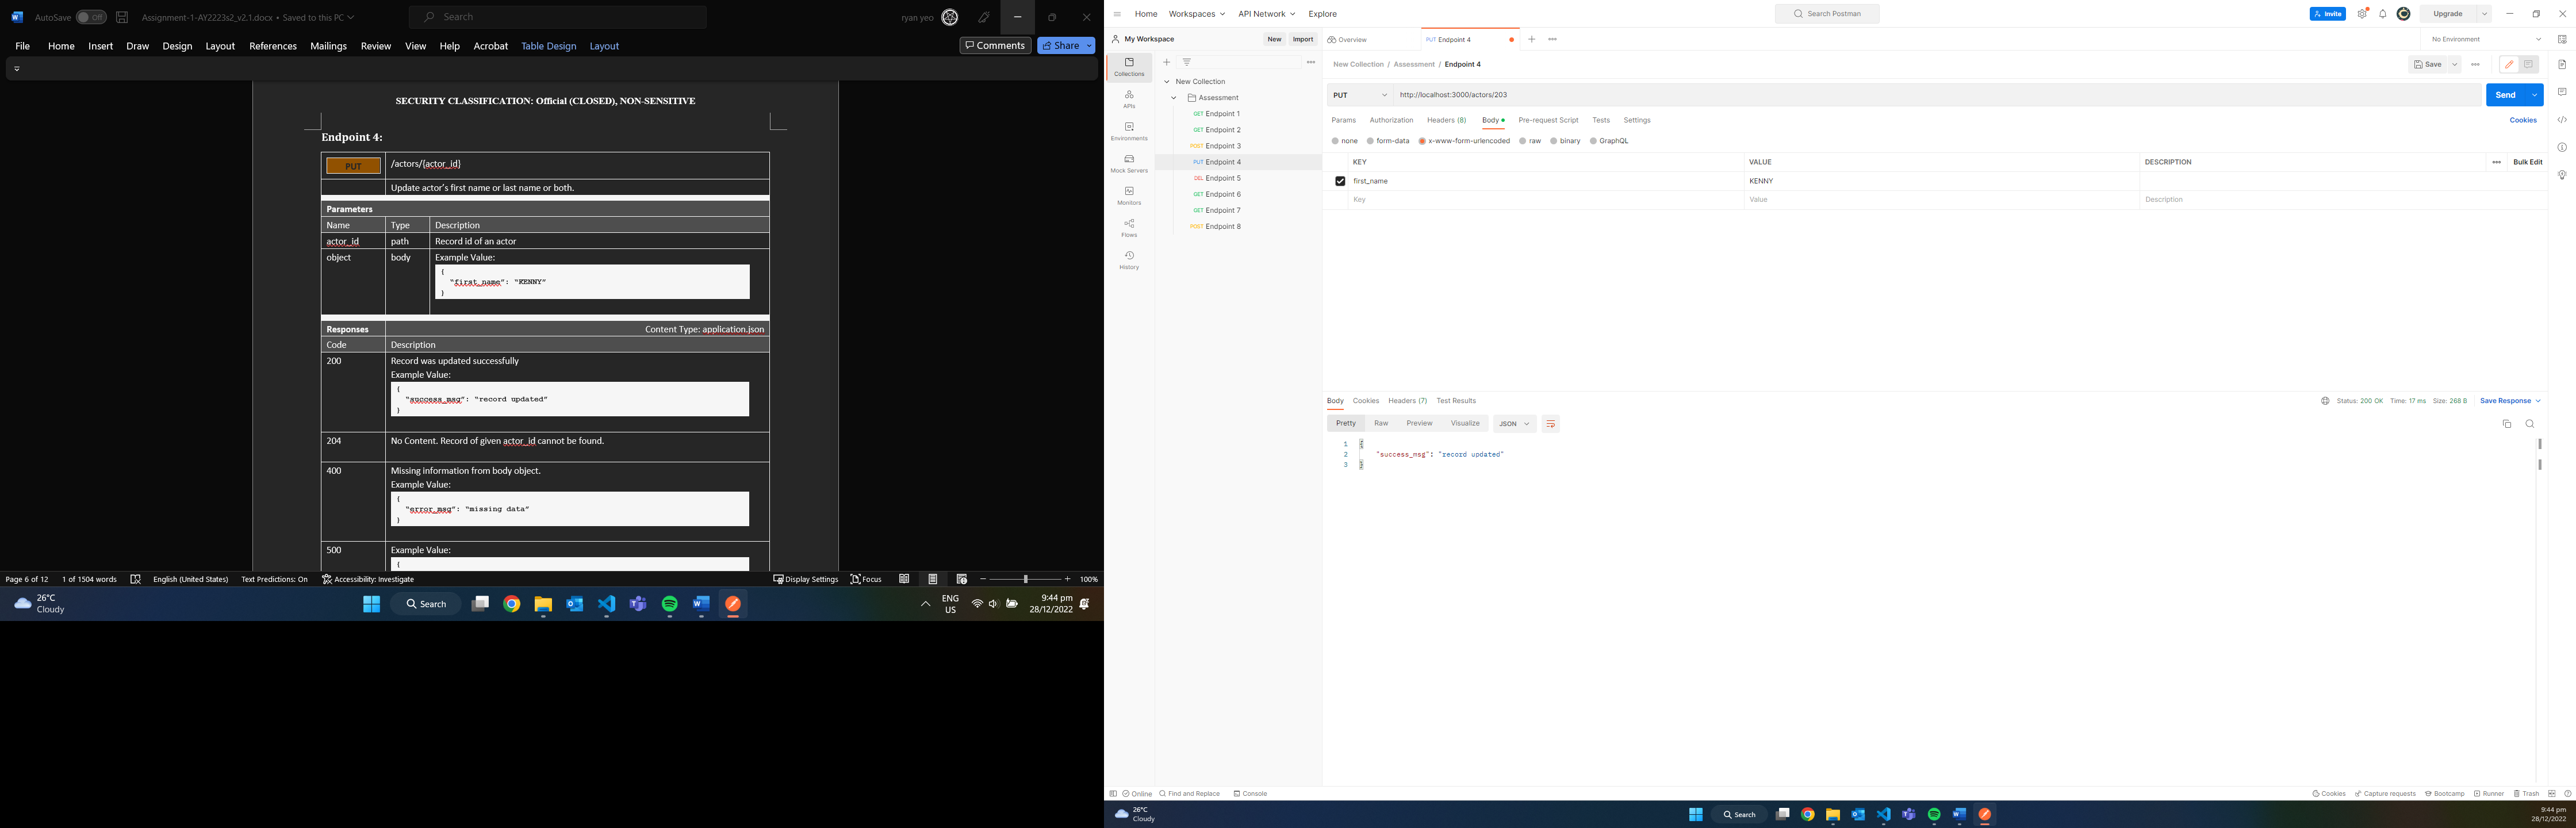 AutoSave Off Assignment-1-AY2223s2_v2.1.docx • Saved to this PC Search ryan yeo
File Home Insert Draw Design Layout References Mailings Review View Help Acrobat Table Design Layout Comments Share
SECURITY CLASSIFICATION: Official (CLOSED), NON-SENSITIVE
Endpoint 4:
PUT /actors/{actor_id}
Update actor's first name or last name or both.
Parameters
Name Type Description
actor_id path Record id of an actor
object body Example Value:
{
"first_name": "KENNY"
}
Responses Content Type: application.json
Code Description
200 Record was updated successfully
Example Value:
{
"success_msg": "record updated"
}
204 No Content. Record of given actor_id cannot be found.
400 Missing information from body object.
Example Value:
{
"error_msg": "missing data"
}
500 Example Value:
{
Page 6 of 12 1 of 1504 words English (United States) Text Predictions: On Accessibility: Investigate Display Settings Focus 100%
26°C
Cloudy
Search
ENG
US
9:44 pm
28/12/2022
Home Workspaces API Network Explore Search Postman Invite Upgrade
My Workspace New Import Overview PUT Endpoint 4 No Environment
Collections
APIs
Environments
Mock Servers
Monitors
Flows
History
New Collection
Assessment
GET Endpoint 1
GET Endpoint 2
POST Endpoint 3
PUT Endpoint 4
DEL Endpoint 5
GET Endpoint 6
GET Endpoint 7
POST Endpoint 8
New Collection / Assessment / Endpoint 4 Save
PUT http://localhost:3000/actors/203 Send
Params Authorization Headers (8) Body Pre-request Script Tests Settings Cookies
none form-data x-www-form-urlencoded raw binary GraphQL
KEY VALUE DESCRIPTION Bulk Edit
first_name KENNY
Key Value Description
Body Cookies Headers (7) Test Results Status: 200 OK Time: 17 ms Size: 268 B Save Response
Pretty Raw Preview Visualize JSON
1 {
2 "success_msg": "record updated"
3 }
Online Find and Replace Console Cookies Capture requests Bootcamp Runner Trash
26°C
Cloudy
Search
9:44 pm
28/12/2022